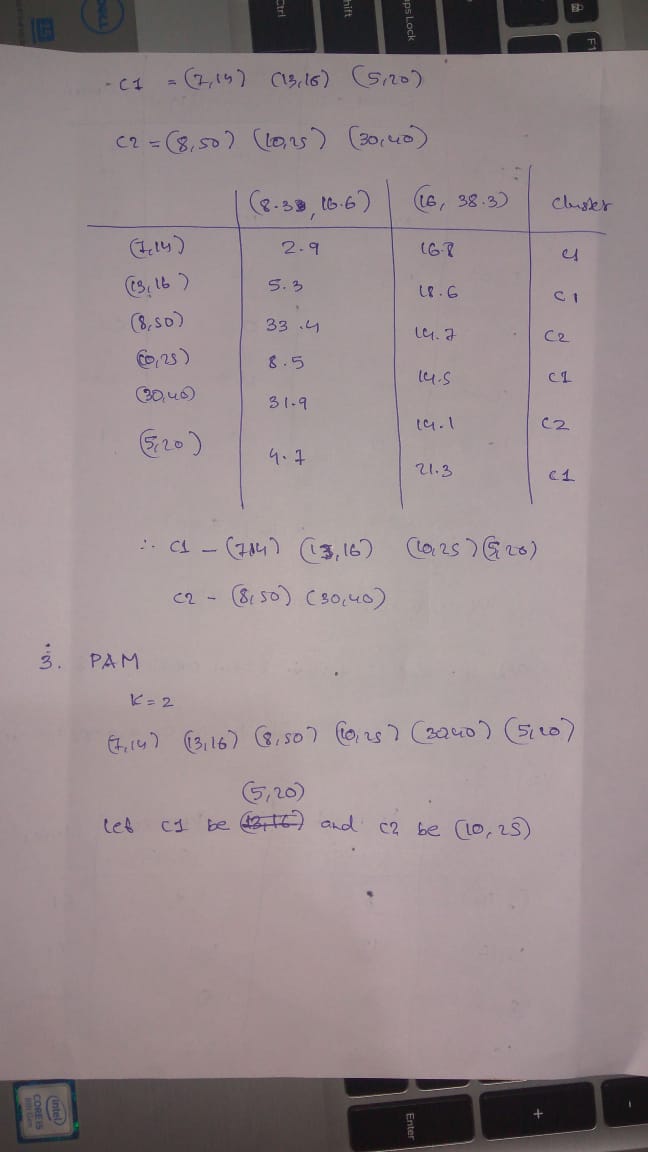 DELL
Ctrl
hift
ps Lock
F1
C1 = (7,14) (13,16) (5,20)
C2 = (8,50) (10,25) (30,40)
(8.33, 16.6) (16, 38.3) Cluster
(7,14) 2.9 16.8 C1
(13,16) 5.3 18.6 C1
(8,50) 33.4 14.7 C2
(10,25) 8.5 14.5 C1
(30,40) 31.9 14.1 C2
(5,20) 4.7 21.3 C1
∴ C1 – (7,14) (13,16) (10,25) (5,20)
C2 - (8,50) (30,40)
3. PAM
K=2
(7,14) (13,16) (8,50) (10,25) (30,40) (5,20)
(5,20)
let C1 be and C2 be (10,25)
intel
CORE i5
Enter
+
-